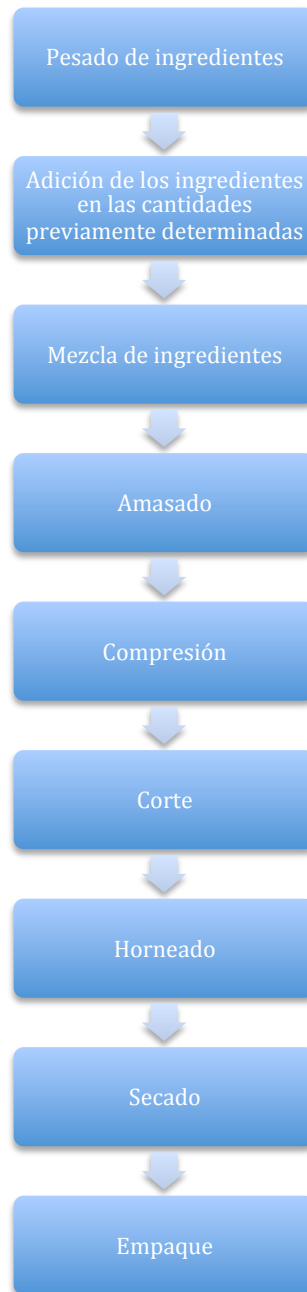 Pesado de ingredientes
Adición de los ingredientes
en las cantidades
previamente determinadas
Mezcla de ingredientes
Amasado
Compresión
Corte
Horneado
Secado
Empaque